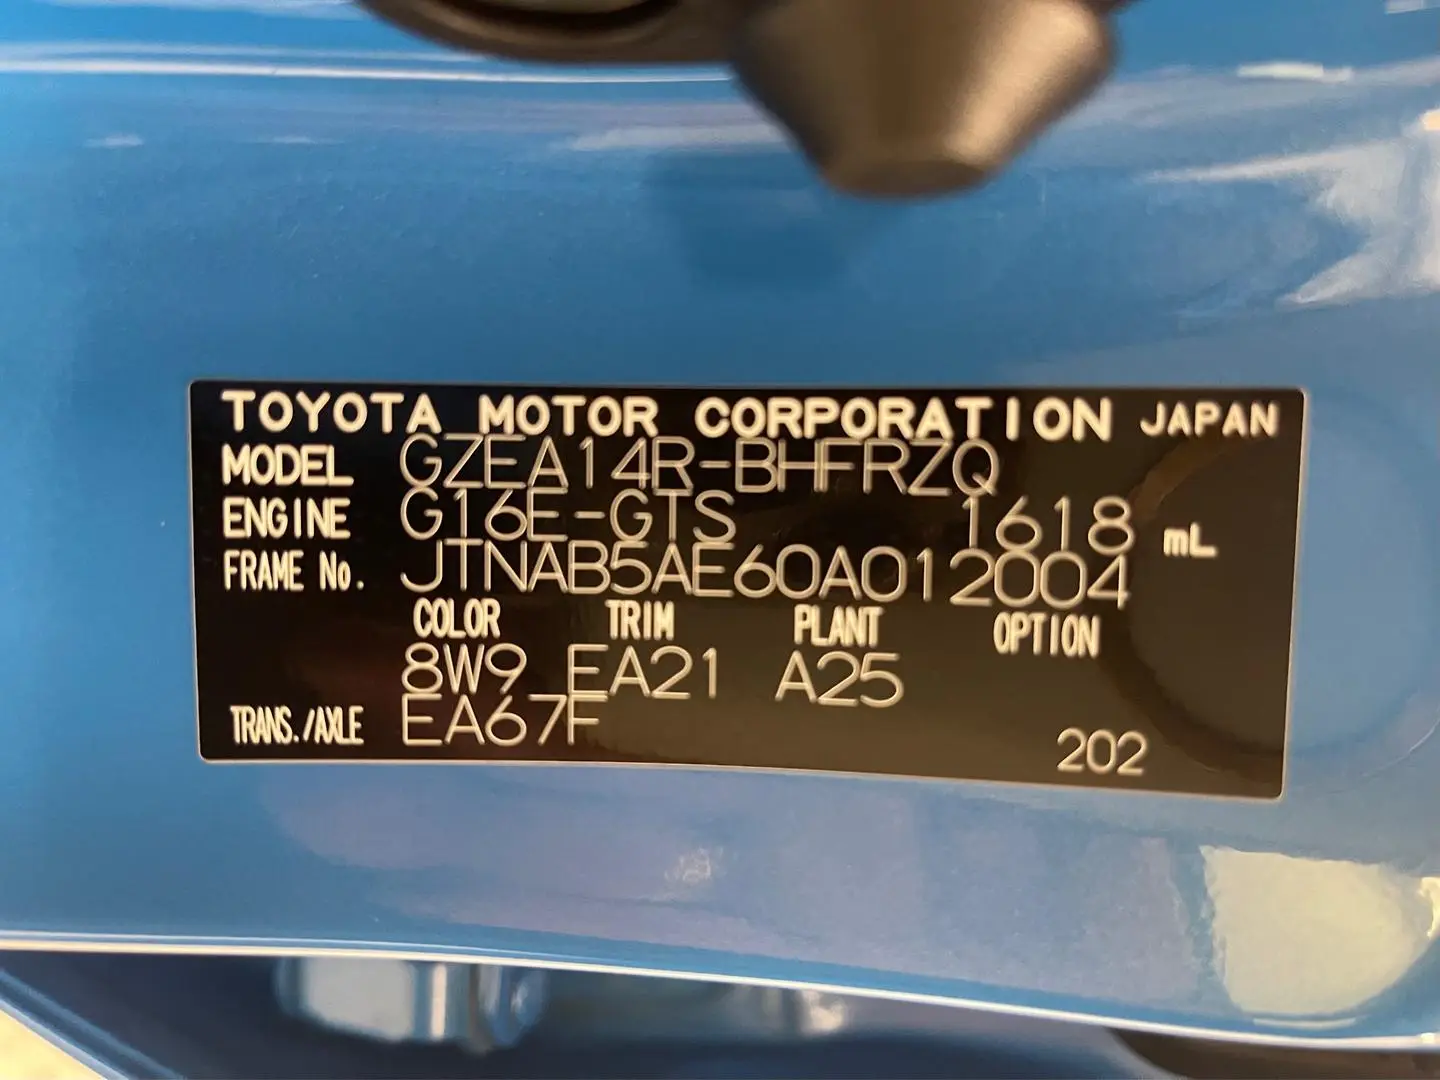 TOYOTA MOTOR CORPORATION JAPAN
MODEL GZEA14R-BHFRZQ
ENGINE G16E-GTS 1618 mL
FRAME No. JTNAB5AE60A012004
COLOR TRIM PLANT OPTION
8W9 EA21 A25
TRANS./AXLE EA67F
202